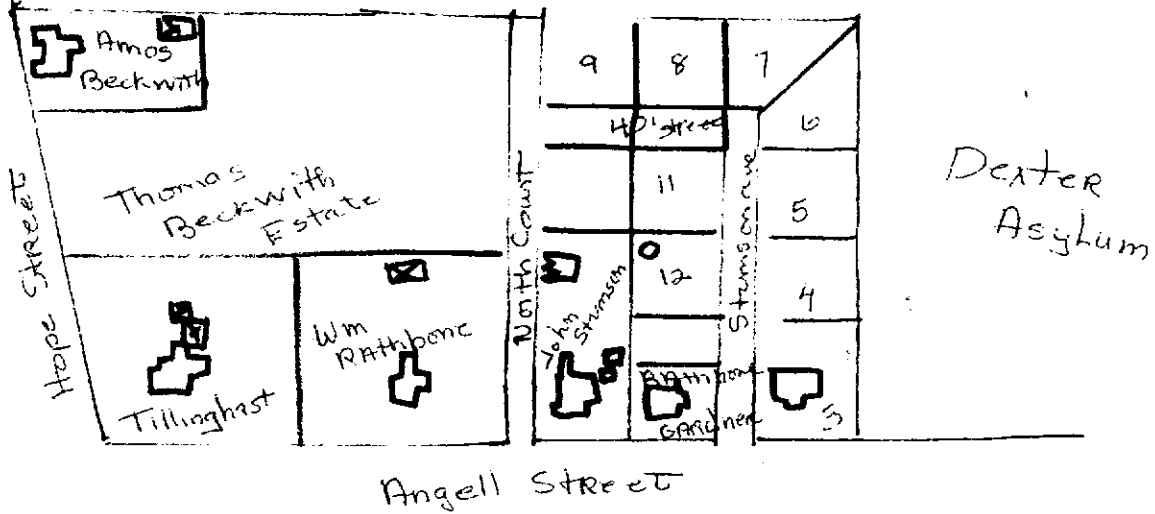 Amos
Beckwith
9
8
7
40' street
6
Dexter
Asylum
Thomas
Beckwith
Estate
11
5
Hope Street
North Court
Stimson ave
12
4
John
Stimson
Wm
RAthbone
Tillinghast
RAthbone
GARdner
3
Angell StReeT